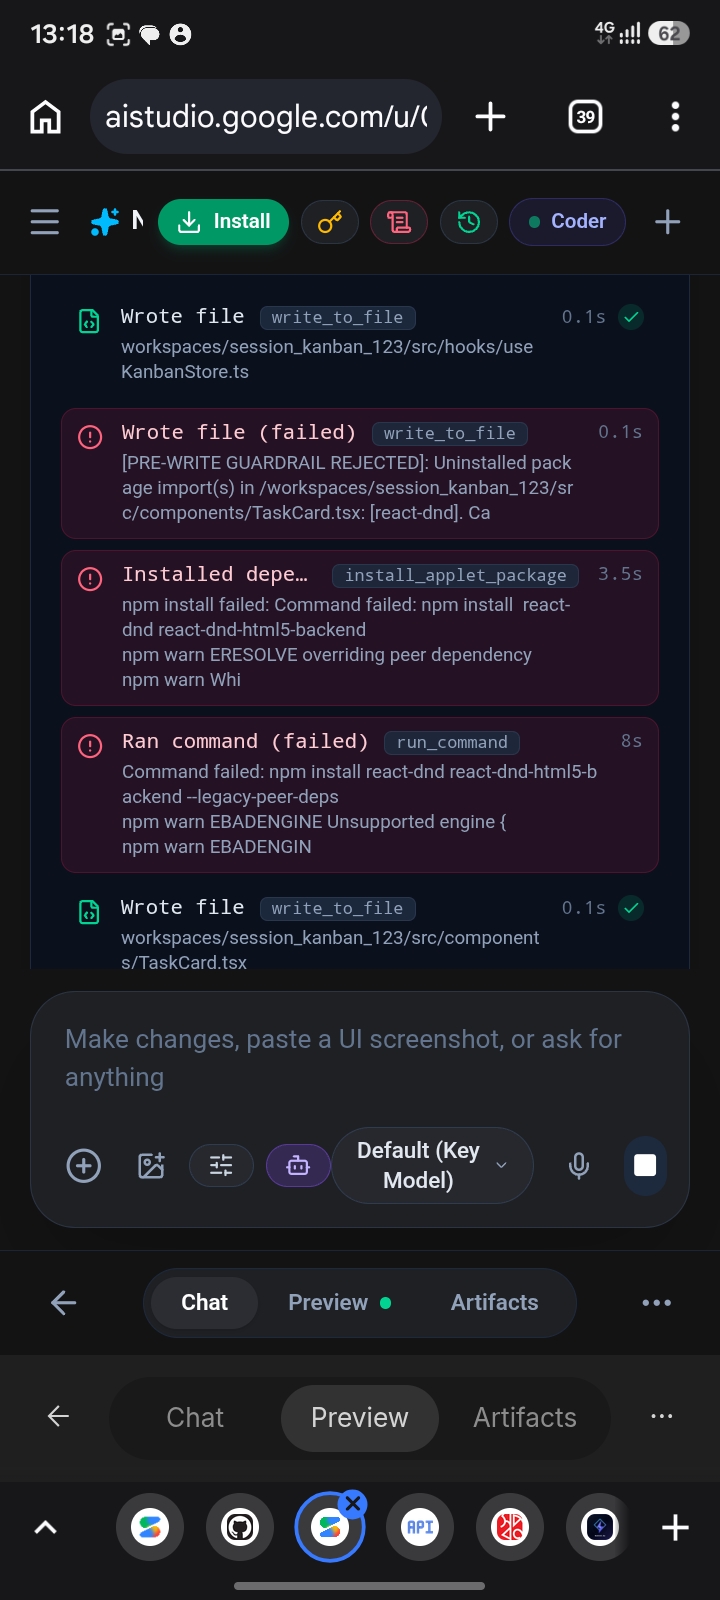 13:18
4G
62
aistudio.google.com/u/
39
Install
Coder
Wrote file write_to_file 0.1s
workspaces/session_kanban_123/src/hooks/use
KanbanStore.ts
Wrote file (failed) write_to_file 0.1s
[PRE-WRITE GUARDRAIL REJECTED]: Uninstalled pack
age import(s) in /workspaces/session_kanban_123/sr
c/components/TaskCard.tsx: [react-dnd]. Ca
Installed depe… install_applet_package 3.5s
npm install failed: Command failed: npm install react-
dnd react-dnd-html5-backend
npm warn ERESOLVE overriding peer dependency
npm warn Whi
Ran command (failed) run_command 8s
Command failed: npm install react-dnd react-dnd-html5-b
ackend --legacy-peer-deps
npm warn EBADENGINE Unsupported engine {
npm warn EBADENGIN
Wrote file write_to_file 0.1s
workspaces/session_kanban_123/src/component
s/TaskCard.tsx
Make changes, paste a UI screenshot, or ask for
anything
Default (Key
Model)
Chat Preview Artifacts
Chat Preview Artifacts
API